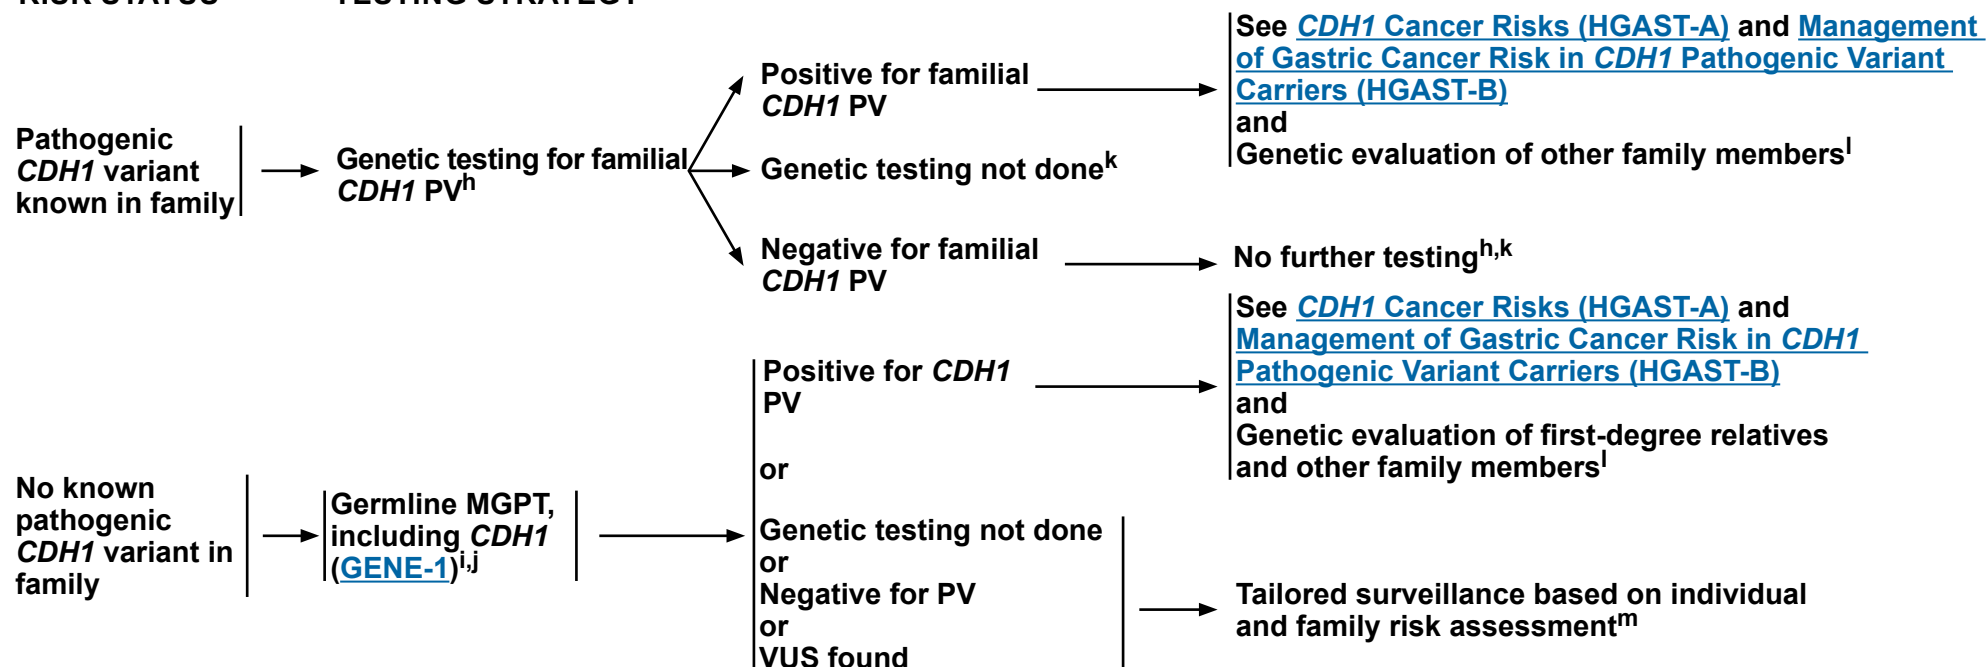 RISK STATUS
TESTING STRATEGY
Pathogenic
CDH1 variant
known in family
Genetic testing for familial
CDH1 PVh
Positive for familial
CDH1 PV
See CDH1 Cancer Risks (HGAST-A) and Management
of Gastric Cancer Risk in CDH1 Pathogenic Variant
Carriers (HGAST-B)
and
Genetic evaluation of other family membersl
Genetic testing not donek
Negative for familial
CDH1 PV
No further testingh,k
No known
pathogenic
CDH1 variant in
family
Germline MGPT,
including CDH1
(GENE-1)i,j
Positive for CDH1
PV
See CDH1 Cancer Risks (HGAST-A) and
Management of Gastric Cancer Risk in CDH1
Pathogenic Variant Carriers (HGAST-B)
and
Genetic evaluation of first-degree relatives
and other family membersl
or
Genetic testing not done
or
Negative for PV
or
VUS found
Tailored surveillance based on individual
and family risk assessmentm